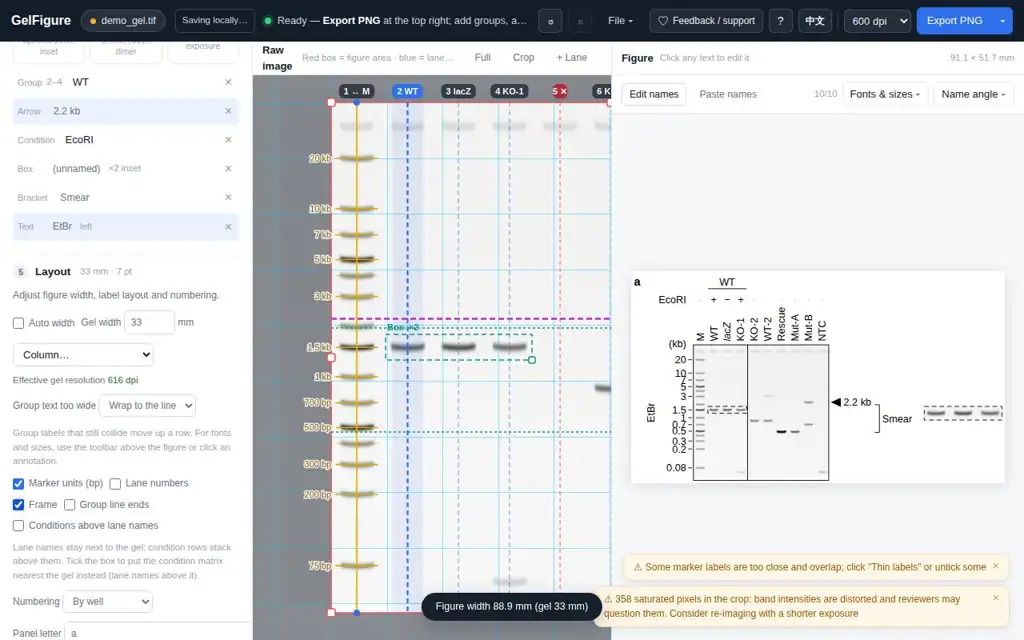 GelFigure
demo_gel.tif
Saving locally…
Ready — Export PNG at the top right; add groups, a…
File
Feedback / support
?
中文
600 dpi
Export PNG
inset
dimer
exposure
Group 2–4 WT ×
Arrow 2.2 kb ×
Condition EcoRI ×
Box (unnamed) ×2 inset ×
Bracket Smear ×
Text EtBr left ×
5 Layout 33 mm · 7 pt
Adjust figure width, label layout and numbering.
Auto width Gel width 33 mm
Column…
Effective gel resolution 616 dpi
Group text too wide Wrap to the line
Group labels that still collide move up a row. For fonts
and sizes, use the toolbar above the figure or click an
annotation.
Marker units (bp) Lane numbers
Frame Group line ends
Conditions above lane names
Lane names stay next to the gel; condition rows stack
above them. Tick the box to put the condition matrix
nearest the gel instead (lane names above it).
Numbering By well
Panel letter a
Raw image
Red box = figure area · blue = lane…
Full
Crop
+ Lane
1 ↔ M
2 WT
3 lacZ
4 KO-1
5 ×
6 K
20 kb
10 kb
7 kb
5 kb
3 kb
Box ×2
1.5 kb
1 kb
700 bp
500 bp
300 bp
200 bp
75 bp
Figure width 88.9 mm (gel 33 mm)
Figure Click any text to edit it
91.1 × 51.7 mm
Edit names
Paste names
10/10
Fonts & sizes
Name angle
a
WT
EcoRI + − +
M WT lacZ KO-1 KO-2 WT-2 Rescue Mut-A Mut-B NTC
(kb)
20
10
7
5
3
1.5
0.7
0.5
0.3
0.2
0.08
EtBr
2.2 kb
Smear
⚠ Some marker labels are too close and overlap; click "Thin labels" or untick some ×
⚠ 358 saturated pixels in the crop: band intensities are distorted and reviewers may
question them. Consider re-imaging with a shorter exposure ×